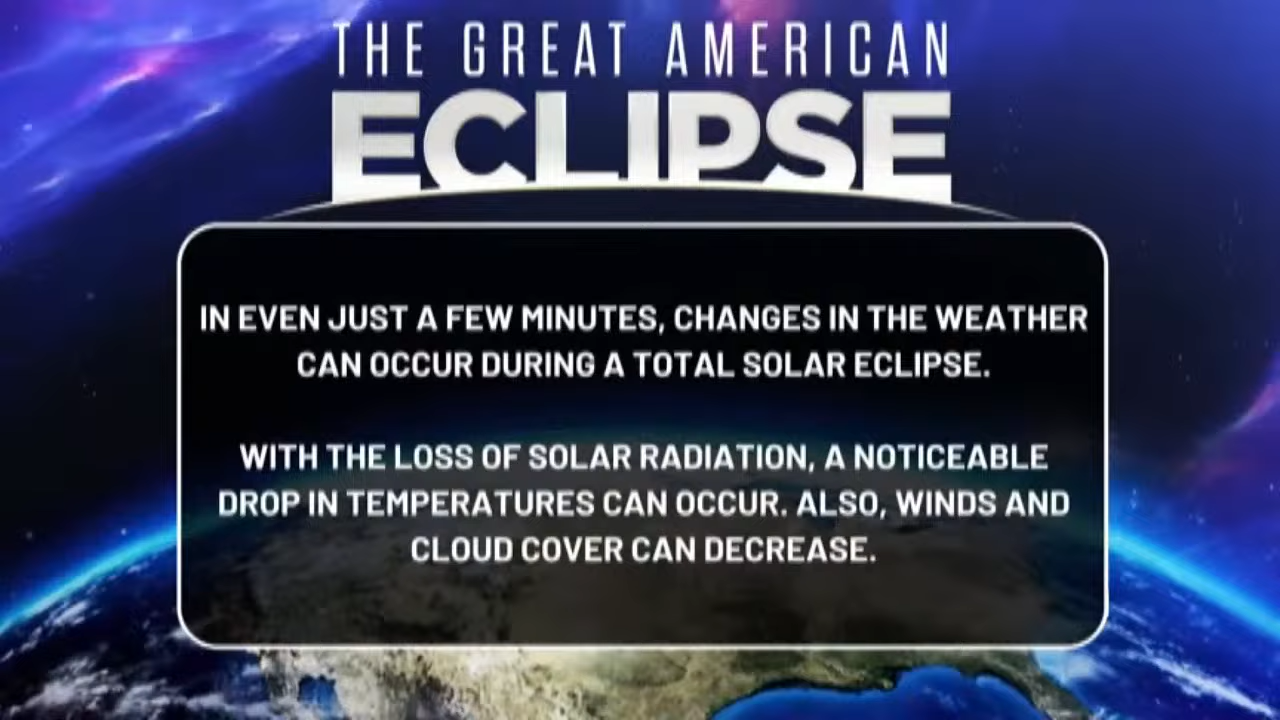 THE GREAT AMERICAN
ECLIPSE
IN EVEN JUST A FEW MINUTES, CHANGES IN THE WEATHER
CAN OCCUR DURING A TOTAL SOLAR ECLIPSE.
WITH THE LOSS OF SOLAR RADIATION, A NOTICEABLE
DROP IN TEMPERATURES CAN OCCUR. ALSO, WINDS AND
CLOUD COVER CAN DECREASE.